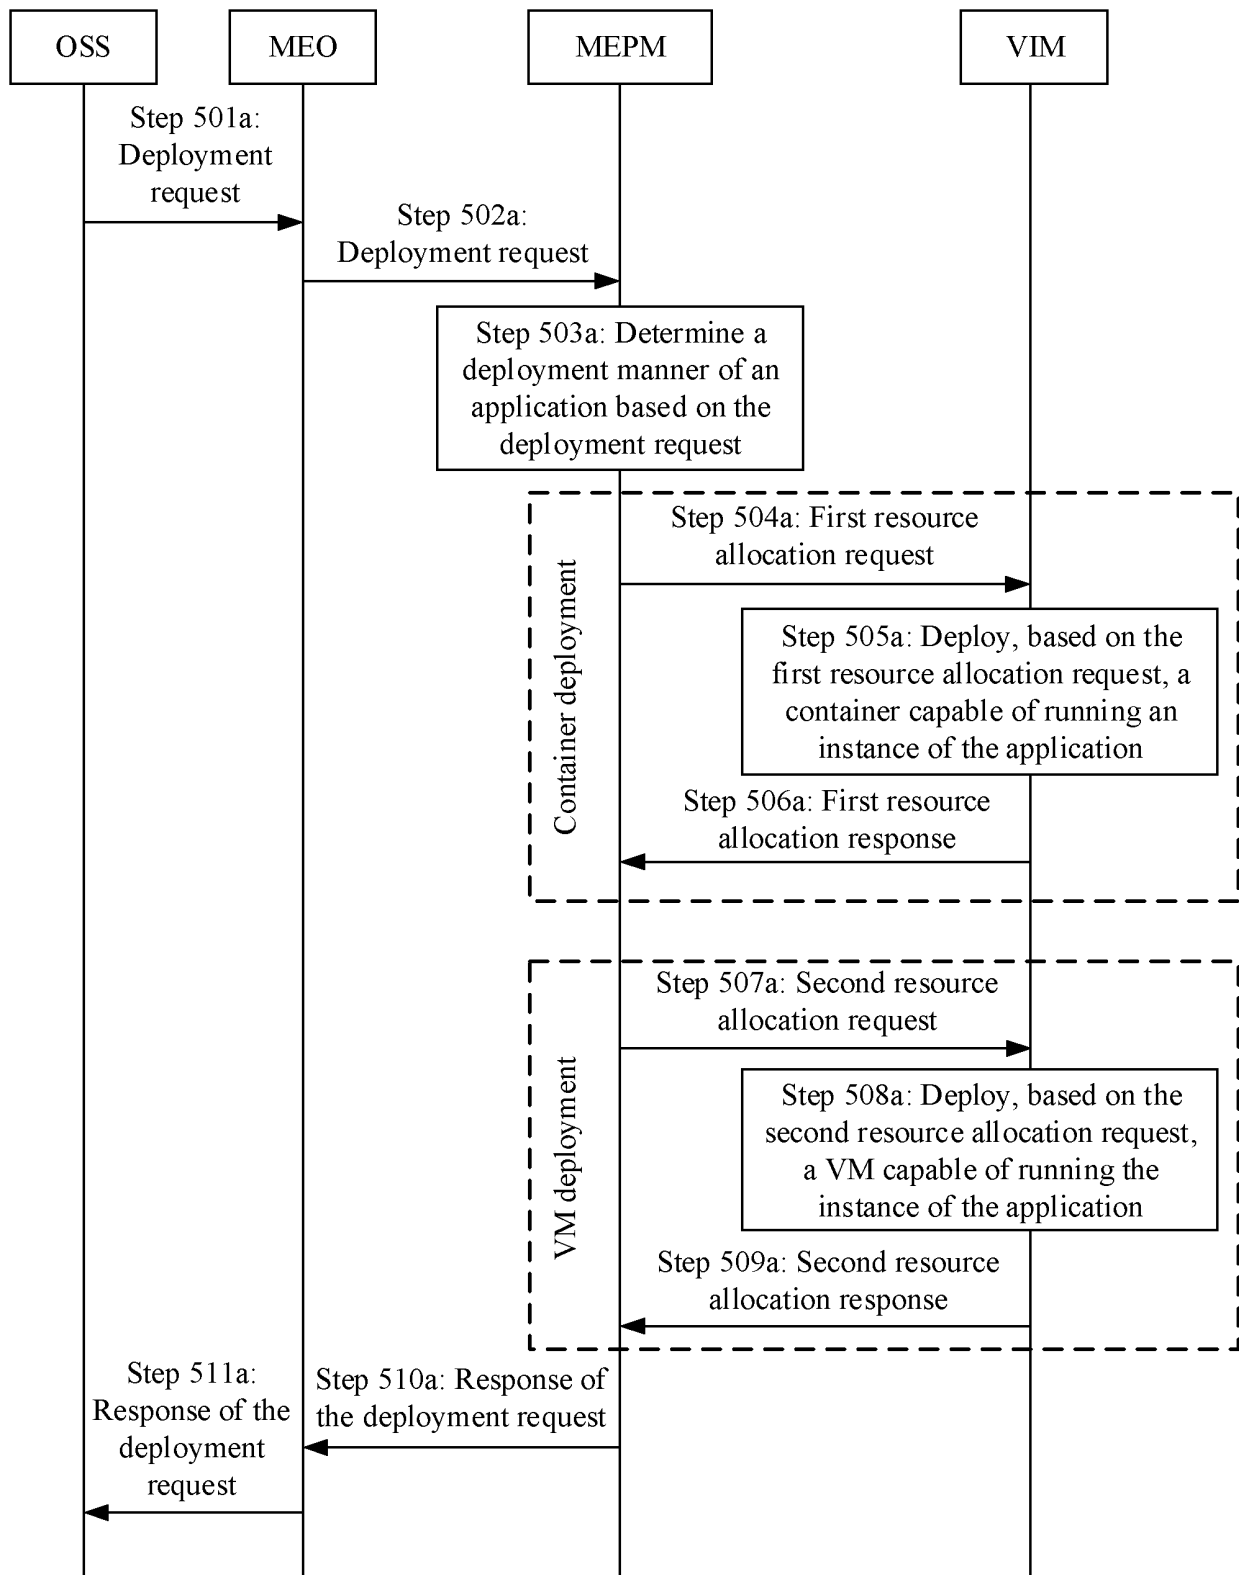 OSS
MEO
MEPM
VIM
Step 501a:
Deployment
request
Step 502a:
Deployment request
Step 503a: Determine a
deployment manner of an
application based on the
deployment request
Container deployment
Step 504a: First resource
allocation request
Step 505a: Deploy, based on the
first resource allocation request, a
container capable of running an
instance of the application
Step 506a: First resource
allocation response
VM deployment
Step 507a: Second resource
allocation request
Step 508a: Deploy, based on the
second resource allocation request,
a VM capable of running the
instance of the application
Step 509a: Second resource
allocation response
Step 510a: Response of
the deployment request
Step 511a:
Response of the
deployment
request